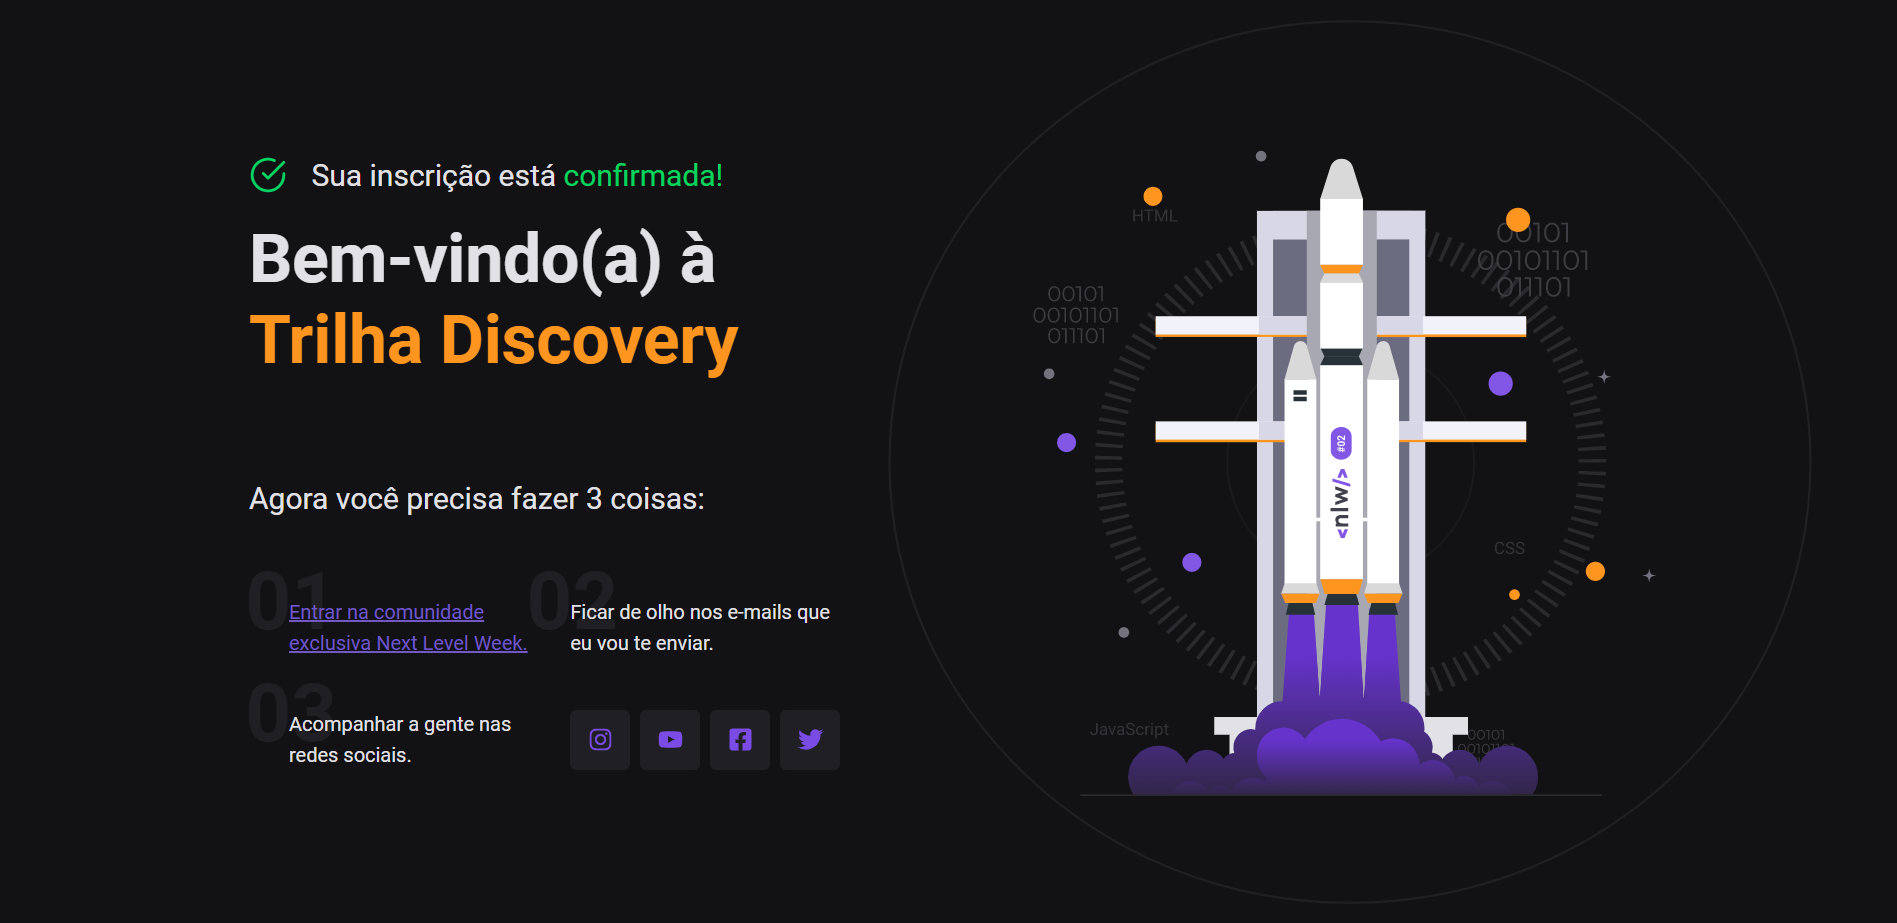 Sua inscrição está confirmada!
Bem-vindo(a) à
Trilha Discovery
Agora você precisa fazer 3 coisas:
01
Entrar na comunidade
exclusiva Next Level Week.
02
Ficar de olho nos e-mails que
eu vou te enviar.
03
Acompanhar a gente nas
redes sociais.
HTML
00101
00101101
011101
00101
00101101
011101
#02
<nlw/>
CSS
JavaScript
00101
00101101